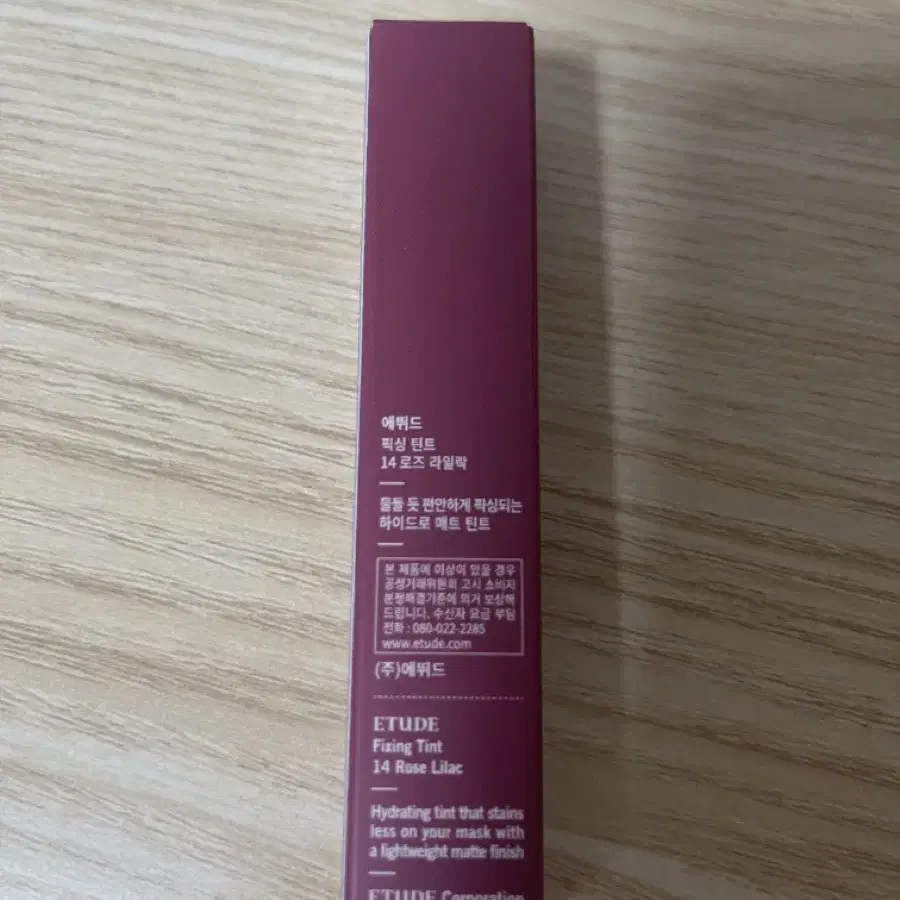 에뛰드
픽싱 틴트
14 로즈 라일락
물들 듯 편안하게 픽싱되는
하이드로 매트 틴트
본 제품에 이상이 있을 경우
공정거래위원회 고시 소비자
분쟁해결기준에 의거 보상해
드립니다. 수신자 요금 부담
전화 : 080-022-2285
www.etude.com
(주)에뛰드
ETUDE
Fixing Tint
14 Rose Lilac
Hydrating tint that stains
less on your mask with
a lightweight matte finish
ETUDE Corporation